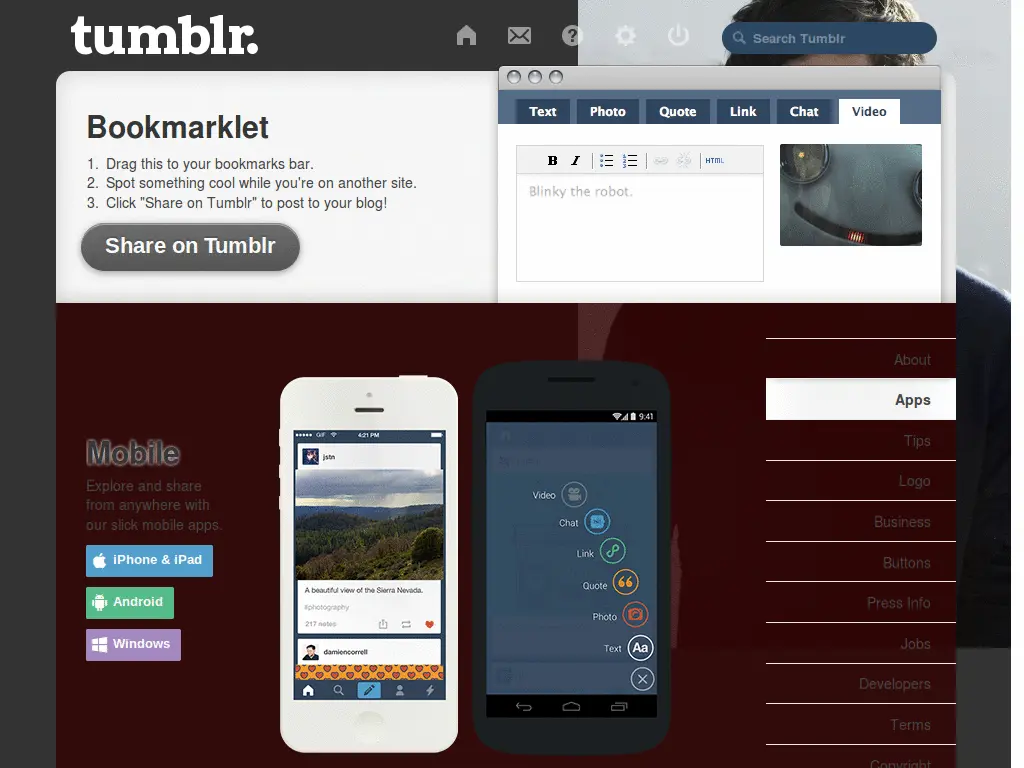 tumblr.
?
Search Tumblr
Bookmarklet
1. Drag this to your bookmarks bar.
2. Spot something cool while you're on another site.
3. Click "Share on Tumblr" to post to your blog!
Share on Tumblr
Text Photo Quote Link Chat Video
B I HTML
Blinky the robot.
Mobile
Explore and share
from anywhere with
our slick mobile apps.
iPhone & iPad
Android
Windows
GIF 4:21 PM
jstn
A beautiful view of the Sierra Nevada.
#photography
217 notes
damiencorrell
9:41
Video
Chat
Link
Quote
Photo
Text Aa
About
Apps
Tips
Logo
Business
Buttons
Press Info
Jobs
Developers
Terms
Copyright